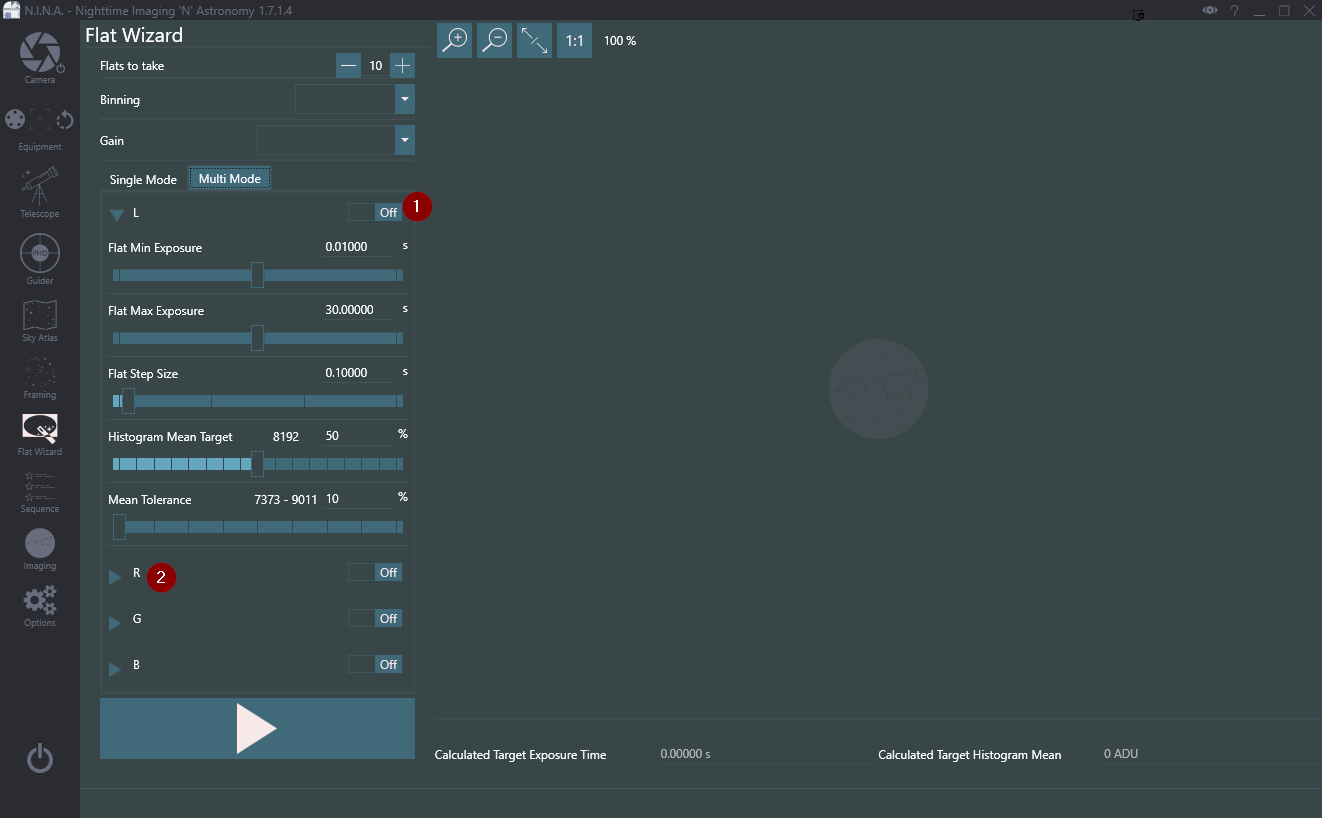 N.I.N.A. - Nighttime Imaging 'N' Astronomy 1.7.1.4
?
Camera
Equipment
Telescope
PHD
Guider
Sky Atlas
Framing
Flat Wizard
Sequence
Imaging
Options
Flat Wizard
Flats to take 10
Binning
Gain
Single Mode Multi Mode
L Off 1
Flat Min Exposure 0.01000 s
Flat Max Exposure 30.00000 s
Flat Step Size 0.10000 s
Histogram Mean Target 8192 50 %
Mean Tolerance 7373 - 9011 10 %
R 2 Off
G Off
B Off
1:1 100 %
Calculated Target Exposure Time 0.00000 s Calculated Target Histogram Mean 0 ADU